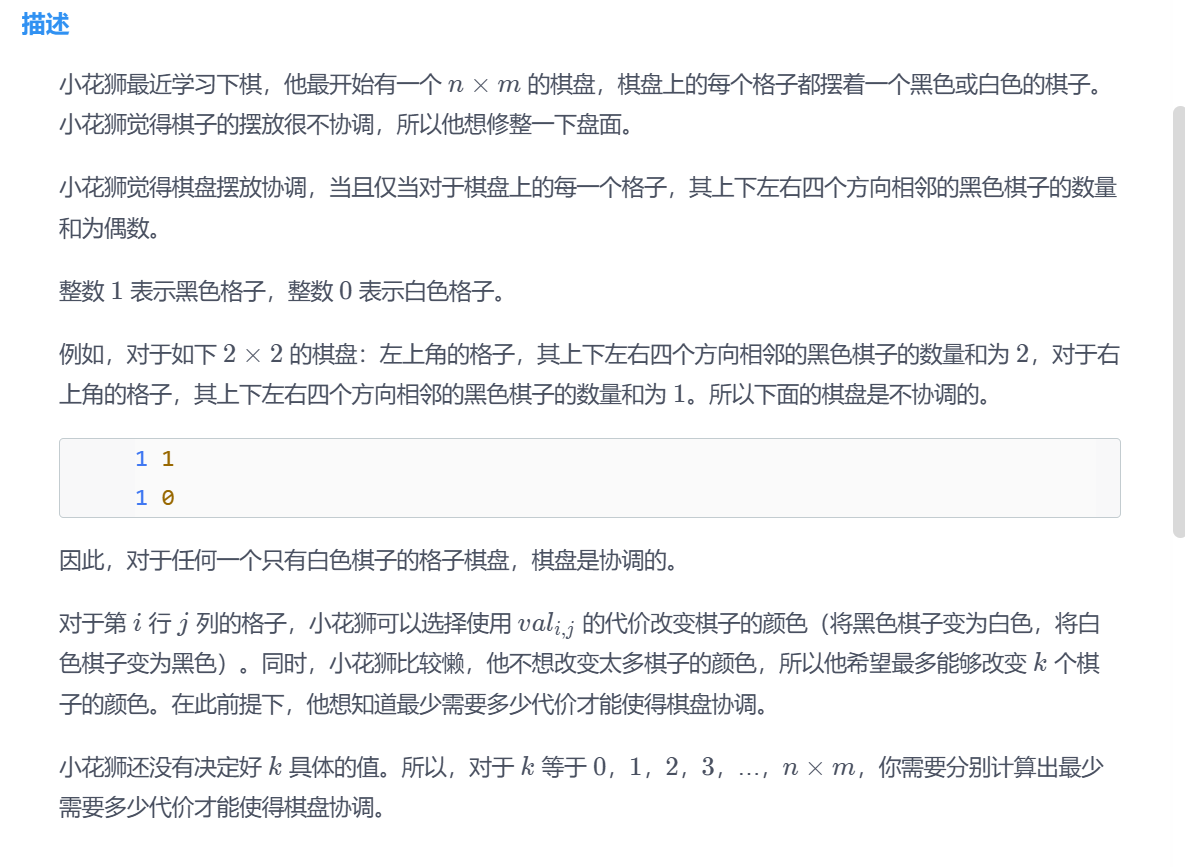 描述
小花狮最近学习下棋，他最开始有一个 n × m 的棋盘，棋盘上的每个格子都摆着一个黑色或白色的棋子。
小花狮觉得棋子的摆放很不协调，所以他想修整一下盘面。
小花狮觉得棋盘摆放协调，当且仅当对于棋盘上的每一个格子，其上下左右四个方向相邻的黑色棋子的数量
和为偶数。
整数 1 表示黑色格子，整数 0 表示白色格子。
例如，对于如下 2 × 2 的棋盘：左上角的格子，其上下左右四个方向相邻的黑色棋子的数量和为 2，对于右
上角的格子，其上下左右四个方向相邻的黑色棋子的数量和为 1。所以下面的棋盘是不协调的。
1 1
1 0
因此，对于任何一个只有白色棋子的格子棋盘，棋盘是协调的。
对于第 i 行 j 列的格子，小花狮可以选择使用 val_{i,j} 的代价改变棋子的颜色（将黑色棋子变为白色，将白
色棋子变为黑色）。同时，小花狮比较懒，他不想改变太多棋子的颜色，所以他希望最多能够改变 k 个棋
子的颜色。在此前提下，他想知道最少需要多少代价才能使得棋盘协调。
小花狮还没有决定好 k 具体的值。所以，对于 k 等于 0，1，2，3，...，n × m，你需要分别计算出最少
需要多少代价才能使得棋盘协调。